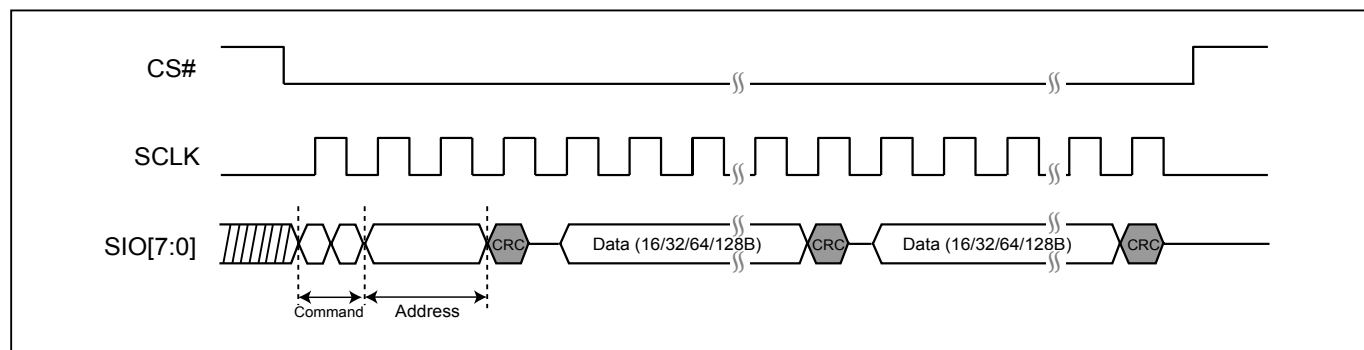 CS#
SCLK
SIO[7:0]
CRC
Data (16/32/64/128B)
CRC
Data (16/32/64/128B)
CRC
Command
Address